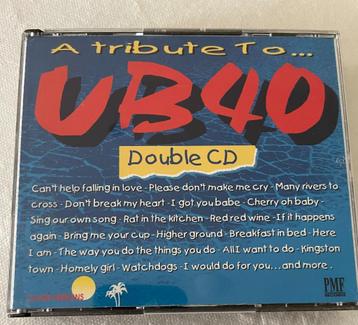 A tribute To...
UB40
Double CD
Can't help falling in love - Please don't make me cry - Many rivers to
cross - Don't break my heart - I got you babe - Cherry oh baby -
Sing our own song - Rat in the kitchen - Red red wine - If it happens
again - Bring me your cup - Higher ground - Breakfast in bed - Here
I am - The way you do the things you do - All I want to do - Kingston
town - Homely girl - Watchdogs - I would do for you...and more.
PMF